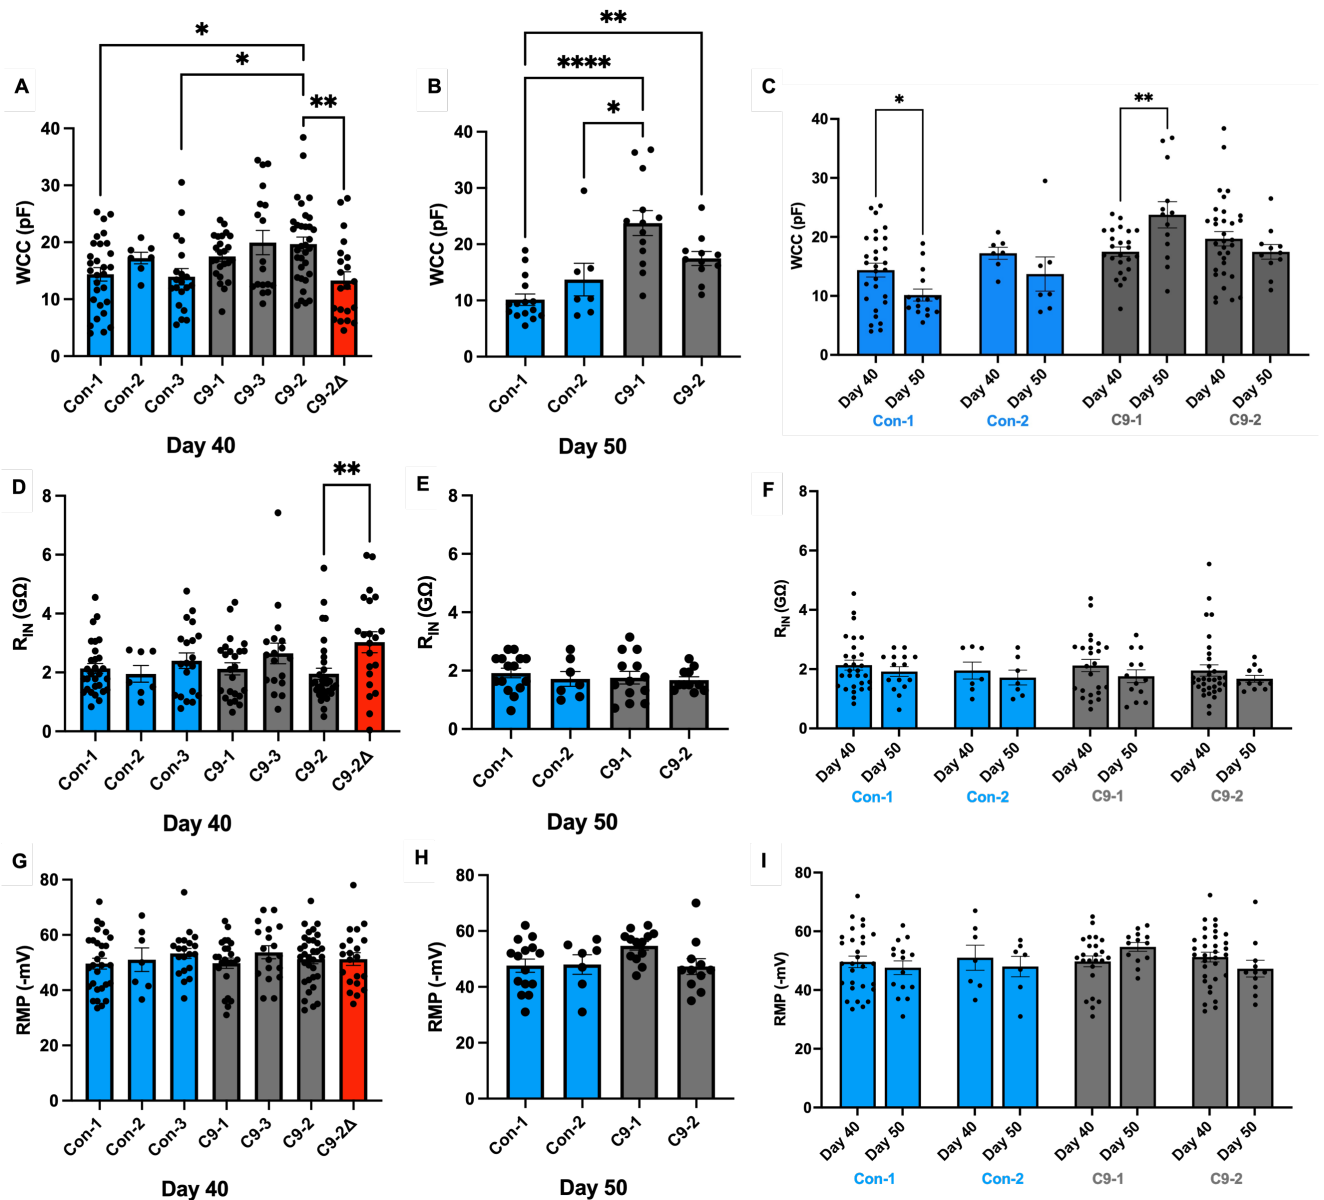 A
*
*
**
WCC (pF)
40
30
20
10
0
Con-1
Con-2
Con-3
C9-1
C9-3
C9-2
C9-2Δ
Day 40
B
**
****
*
WCC (pF)
40
30
20
10
0
Con-1
Con-2
C9-1
C9-2
Day 50
C
*
**
WCC (pF)
40
30
20
10
0
Day 40
Day 50
Day 40
Day 50
Day 40
Day 50
Day 40
Day 50
Con-1
Con-2
C9-1
C9-2
D
**
RIN (GΩ)
8
6
4
2
0
Con-1
Con-2
Con-3
C9-1
C9-3
C9-2
C9-2Δ
Day 40
E
RIN (GΩ)
8
6
4
2
0
Con-1
Con-2
C9-1
C9-2
Day 50
F
RIN (GΩ)
8
6
4
2
0
Day 40
Day 50
Day 40
Day 50
Day 40
Day 50
Day 40
Day 50
Con-1
Con-2
C9-1
C9-2
G
RMP (-mV)
80
60
40
20
0
Con-1
Con-2
Con-3
C9-1
C9-3
C9-2
C9-2Δ
Day 40
H
RMP (-mV)
80
60
40
20
0
Con-1
Con-2
C9-1
C9-2
Day 50
I
RMP (-mV)
80
60
40
20
0
Day 40
Day 50
Day 40
Day 50
Day 40
Day 50
Day 40
Day 50
Con-1
Con-2
C9-1
C9-2